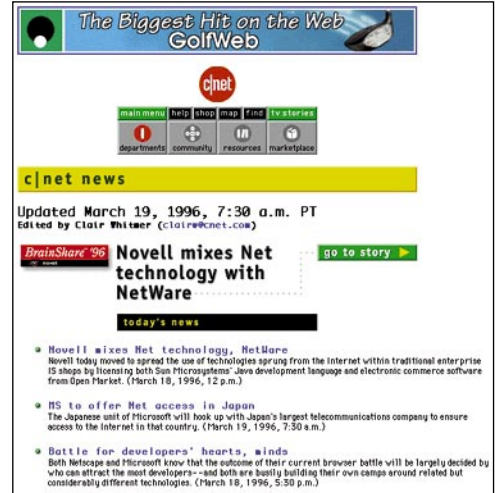 The Biggest Hit on the Web
GolfWeb
c|net
main menu help shop map find tv.stories
departments community resources marketplace
c|net news
Updated March 19, 1996, 7:30 a.m. PT
Edited by Clair Whitmer (clairw@cnet.com)
BrainShare '96
Novell mixes Net
technology with
NetWare
go to story
today's news
Novell mixes Net technology, NetWare
Novell today moved to spread the use of technologies sprung from the Internet within traditional enterprise
IS shops by licensing both Sun Microsystems' Java development language and electronic commerce software
from Open Market. (March 18, 1996, 12 p.m.)
MS to offer Net access in Japan
The Japanese unit of Microsoft will hook up with Japan's largest telecommunications company to ensure
access to the Internet in that country. (March 19, 1996, 7:30 a.m.)
Battle for developers' hearts, minds
Both Netscape and Microsoft know that the outcome of their current browser battle will be largely decided by
who can attract the most developers--and both are busily building their own camps around related but
considerably different technologies. (March 18, 1996, 5:30 p.m.)